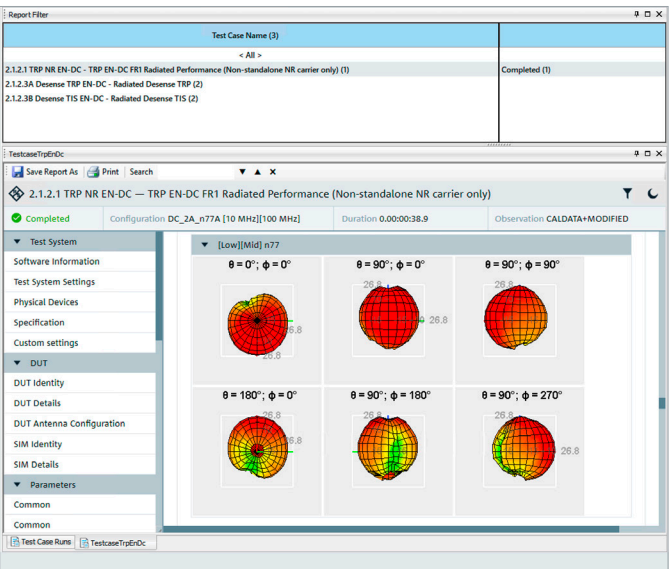 Report Filter
Test Case Name (3)
< All >
2.1.2.1 TRP NR EN-DC - TRP EN-DC FR1 Radiated Performance (Non-standalone NR carrier only) (1) Completed (1)
2.1.2.3A Desense TRP EN-DC - Radiated Desense TRP (2)
2.1.2.3B Desense TIS EN-DC - Radiated Desense TIS (2)
TestcaseTrpEnDc
Save Report As Print Search
2.1.2.1 TRP NR EN-DC — TRP EN-DC FR1 Radiated Performance (Non-standalone NR carrier only)
Completed Configuration DC_2A_n77A [10 MHz][100 MHz] Duration 0.00:00:38.9 Observation CALDATA+MODIFIED
Test System
Software Information
Test System Settings
Physical Devices
Specification
Custom settings
DUT
DUT Identity
DUT Details
DUT Antenna Configuration
SIM Identity
SIM Details
Parameters
Common
Common
[Low][Mid] n77
θ = 0°; ϕ = 0° θ = 90°; ϕ = 0° θ = 90°; ϕ = 90°
26.8 26.8
26.8 26.8
26.8
θ = 180°; ϕ = 0° θ = 90°; ϕ = 180° θ = 90°; ϕ = 270°
26.8 26.8
26.8 26.8
Test Case Runs TestcaseTrpEnDc